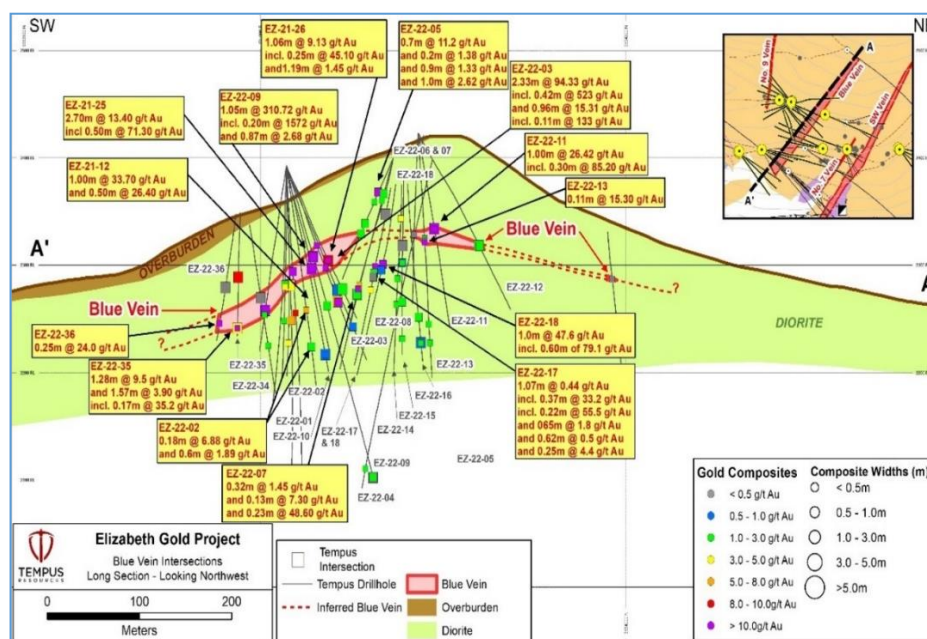 SW
NE
EZ-21-26
1.06m @ 9.13 g/t Au
incl. 0.25m @ 45.10 g/t Au
and1.19m @ 1.45 g/t Au
EZ-22-05
0.7m @ 11.2 g/t Au
and 0.2m @ 1.38 g/t Au
and 0.9m @ 1.33 g/t Au
and 1.0m @ 2.62 g/t Au
EZ-22-03
2.33m @ 94.33 g/t Au
incl. 0.42m @ 523 g/t Au
and 0.96m @ 15.31 g/t Au
incl. 0.11m @ 133 g/t Au
EZ-21-25
2.70m @ 13.40 g/t Au
incl 0.50m @ 71.30 g/t Au
EZ-22-09
1.05m @ 310.72 g/t Au
incl. 0.20m @ 1572 g/t Au
and 0.87m @ 2.68 g/t Au
EZ-22-11
1.00m @ 26.42 g/t Au
incl. 0.30m @ 85.20 g/t Au
EZ-21-12
1.00m @ 33.70 g/t Au
and 0.50m @ 26.40 g/t Au
EZ-22-13
0.11m @ 15.30 g/t Au
No. 9 Vein
A
Blue Vein
SW Vein
No. 7 Vein
A'
EZ-22-06 & 07
EZ-22-18
A'
A
OVERBURDEN
EZ-22-36
Blue Vein
Blue Vein
?
?
EZ-22-12
DIORITE
EZ-22-11
EZ-22-08
EZ-22-03
EZ-22-13
EZ-22-35
EZ-22-34
EZ-22-02
EZ-22-16
EZ-22-15
EZ-22-01
EZ-22-10
EZ-22-17
& 18
EZ-22-14
EZ-22-09
EZ-22-05
EZ-22-04
EZ-22-36
0.25m @ 24.0 g/t Au
EZ-22-35
1.28m @ 9.5 g/t Au
and 1.57m @ 3.90 g/t Au
incl. 0.17m @ 35.2 g/t Au
EZ-22-02
0.18m @ 6.88 g/t Au
and 0.6m @ 1.89 g/t Au
EZ-22-07
0.32m @ 1.45 g/t Au
and 0.13m @ 7.30 g/t Au
and 0.23m @ 48.60 g/t Au
EZ-22-18
1.0m @ 47.6 g/t Au
incl. 0.60m of 79.1 g/t Au
EZ-22-17
1.07m @ 0.44 g/t Au
incl. 0.37m @ 33.2 g/t Au
incl. 0.22m @ 55.5 g/t Au
and 065m @ 1.8 g/t Au
and 0.62m @ 0.5 g/t Au
and 0.25m @ 4.4 g/t Au
TEMPUS
RESOURCES
Elizabeth Gold Project
Blue Vein Intersections
Long Section - Looking Northwest
0 100 200
Meters
Tempus
Intersection
Tempus Drillhole
Inferred Blue Vein
Blue Vein
Overburden
Diorite
Gold Composites
< 0.5 g/t Au
0.5 - 1.0g/t Au
1.0 - 3.0g/t Au
3.0 - 5.0g/t Au
5.0 - 8.0g/t Au
8.0 - 10.0g/t Au
> 10.0g/t Au
Composite Widths (m)
< 0.5m
0.5 - 1.0m
1.0 - 3.0m
3.0 - 5.0m
>5.0m